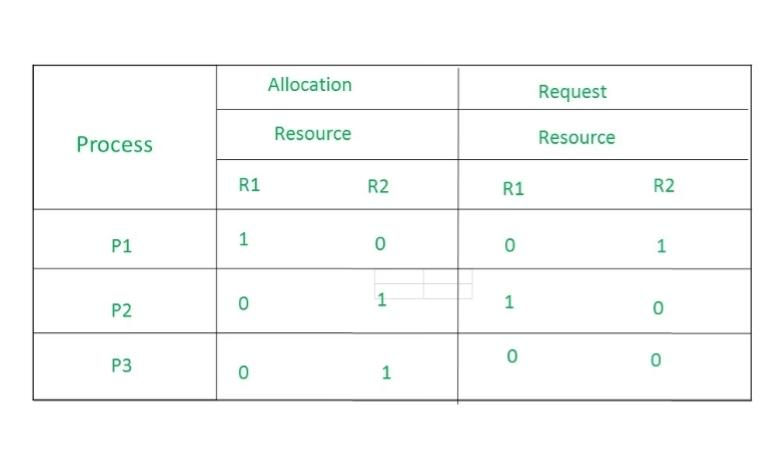 Allocation Request
Process Resource Resource
R1 R2 R1 R2
P1 1 0 0 1
P2 0 1 1 0
P3 0 1 0 0